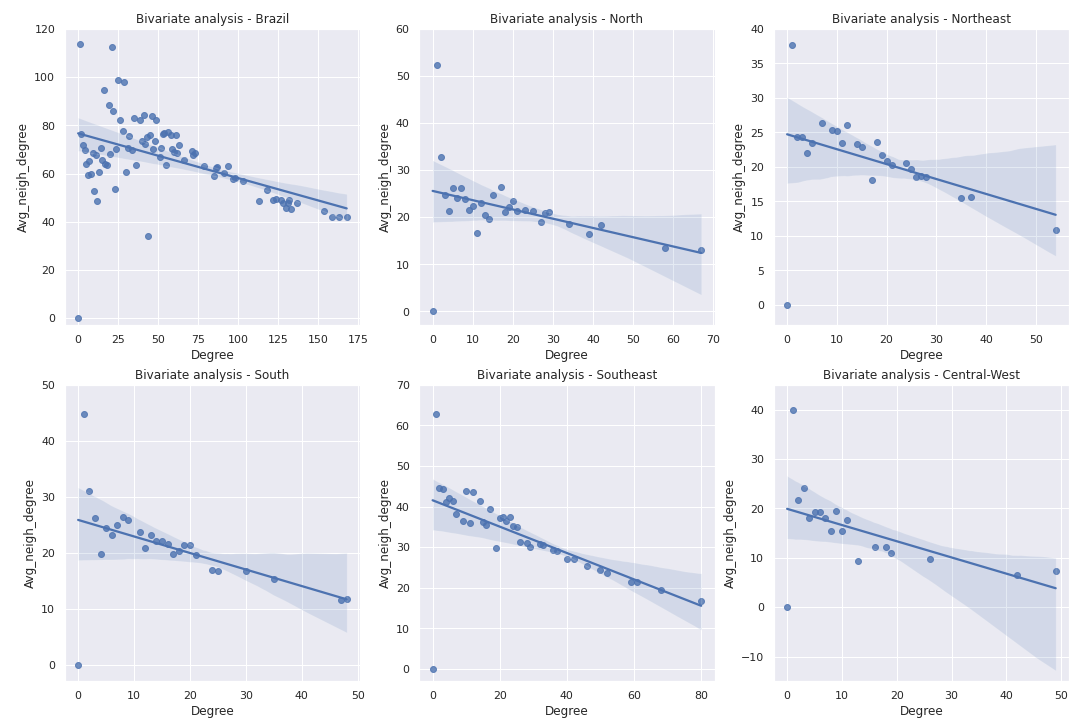 Bivariate analysis - Brazil
120
100
80
60
40
20
0
Avg_neigh_degree
0 25 50 75 100 125 150 175
Degree
Bivariate analysis - North
60
50
40
30
20
10
0
Avg_neigh_degree
0 10 20 30 40 50 60 70
Degree
Bivariate analysis - Northeast
40
35
30
25
20
15
10
5
0
Avg_neigh_degree
0 10 20 30 40 50
Degree
Bivariate analysis - South
50
40
30
20
10
0
Avg_neigh_degree
0 10 20 30 40 50
Degree
Bivariate analysis - Southeast
70
60
50
40
30
20
10
0
Avg_neigh_degree
0 20 40 60 80
Degree
Bivariate analysis - Central-West
40
30
20
10
0
−10
Avg_neigh_degree
0 10 20 30 40 50
Degree